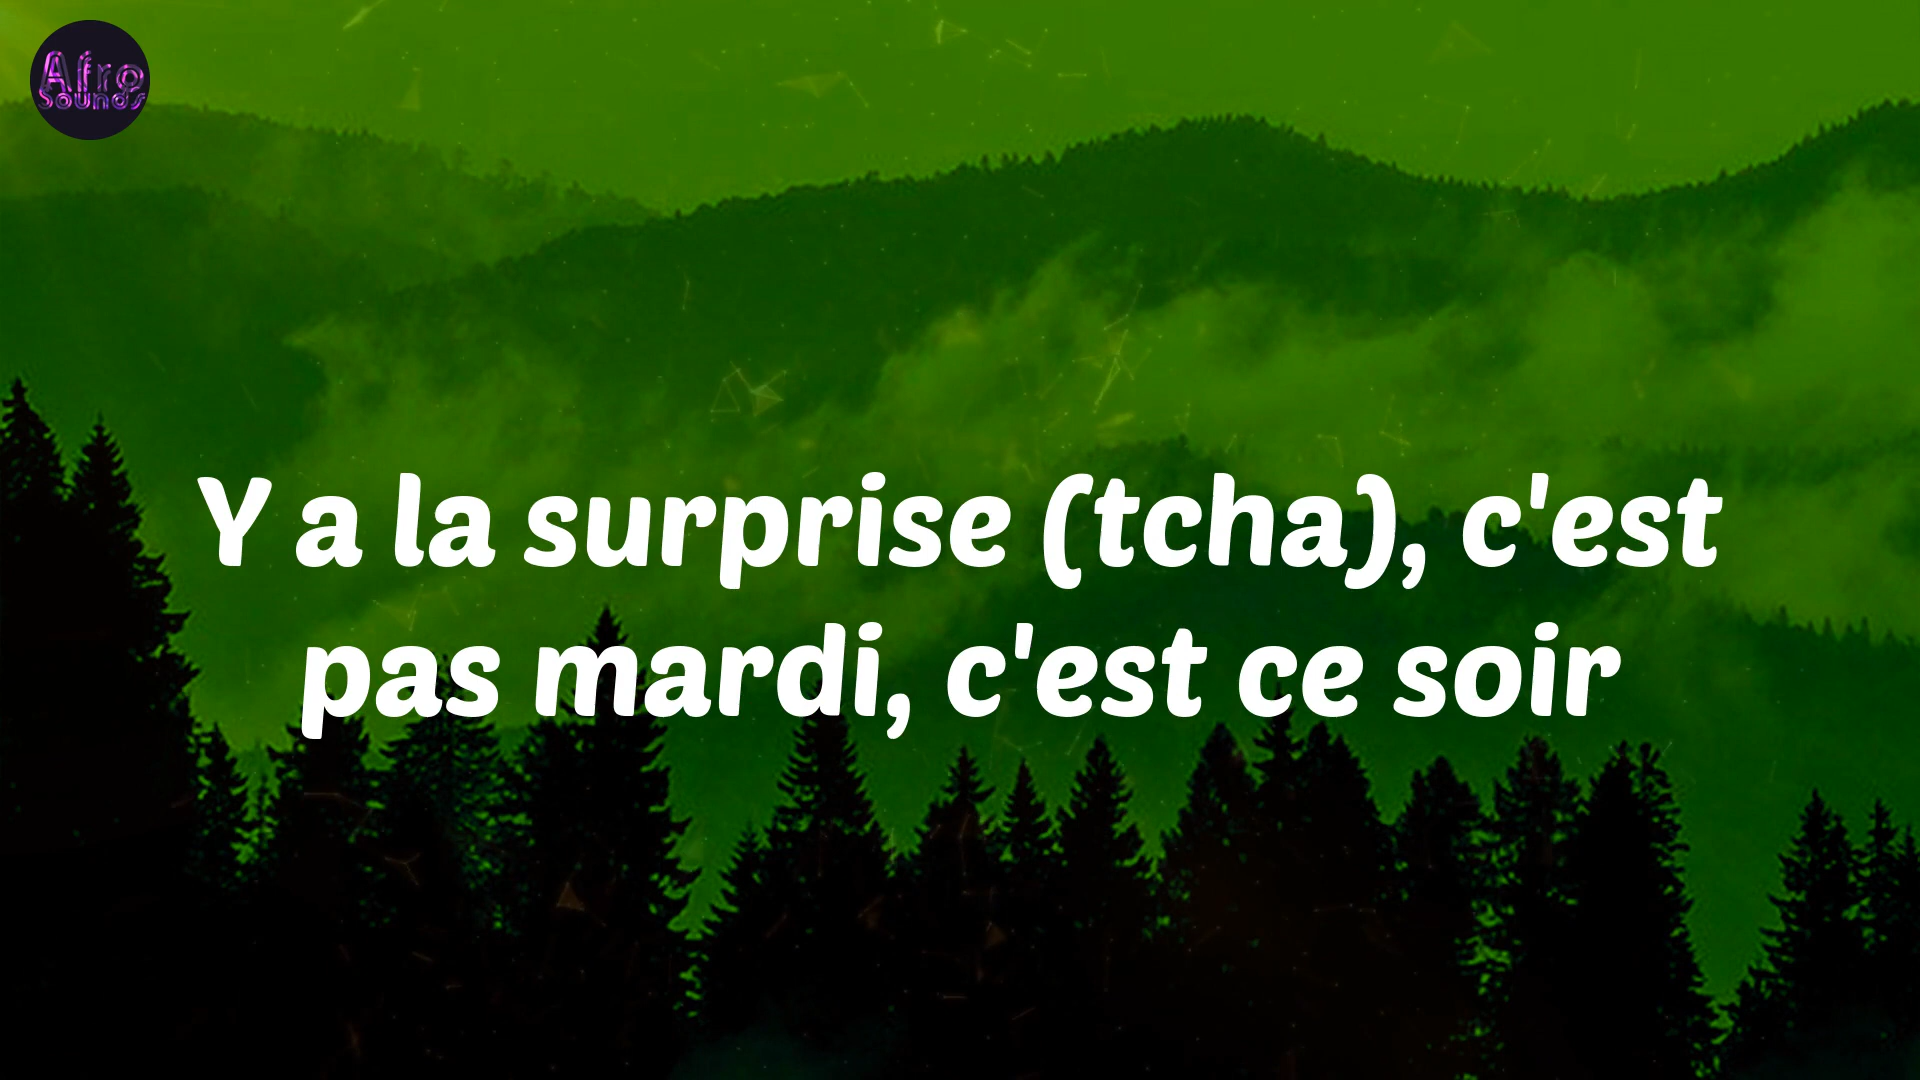 Afro
Sounds
Y a la surprise (tcha), c'est
pas mardi, c'est ce soir